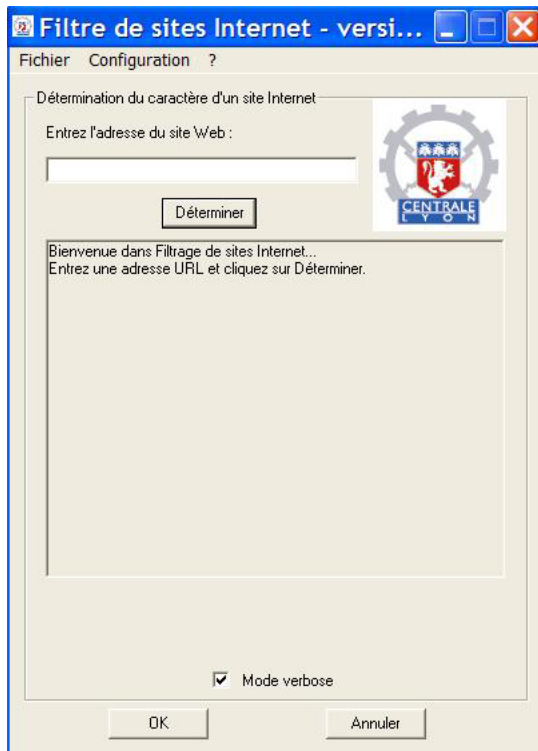 Filtre de sites Internet - versi...
Fichier Configuration ?
Détermination du caractère d'un site Internet
Entrez l'adresse du site Web :
Déterminer
CENTRALE
LYON
Bienvenue dans Filtrage de sites Internet...
Entrez une adresse URL et cliquez sur Déterminer.
Mode verbose
OK Annuler